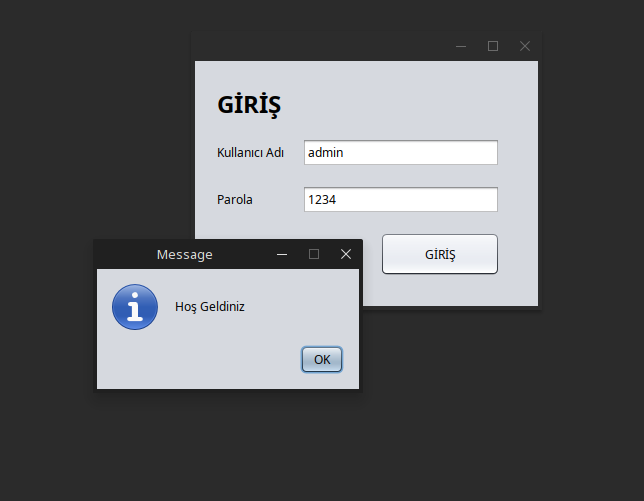 GİRİŞ
Kullanıcı Adı
admin
Parola
1234
GİRİŞ
Message
Hoş Geldiniz
OK